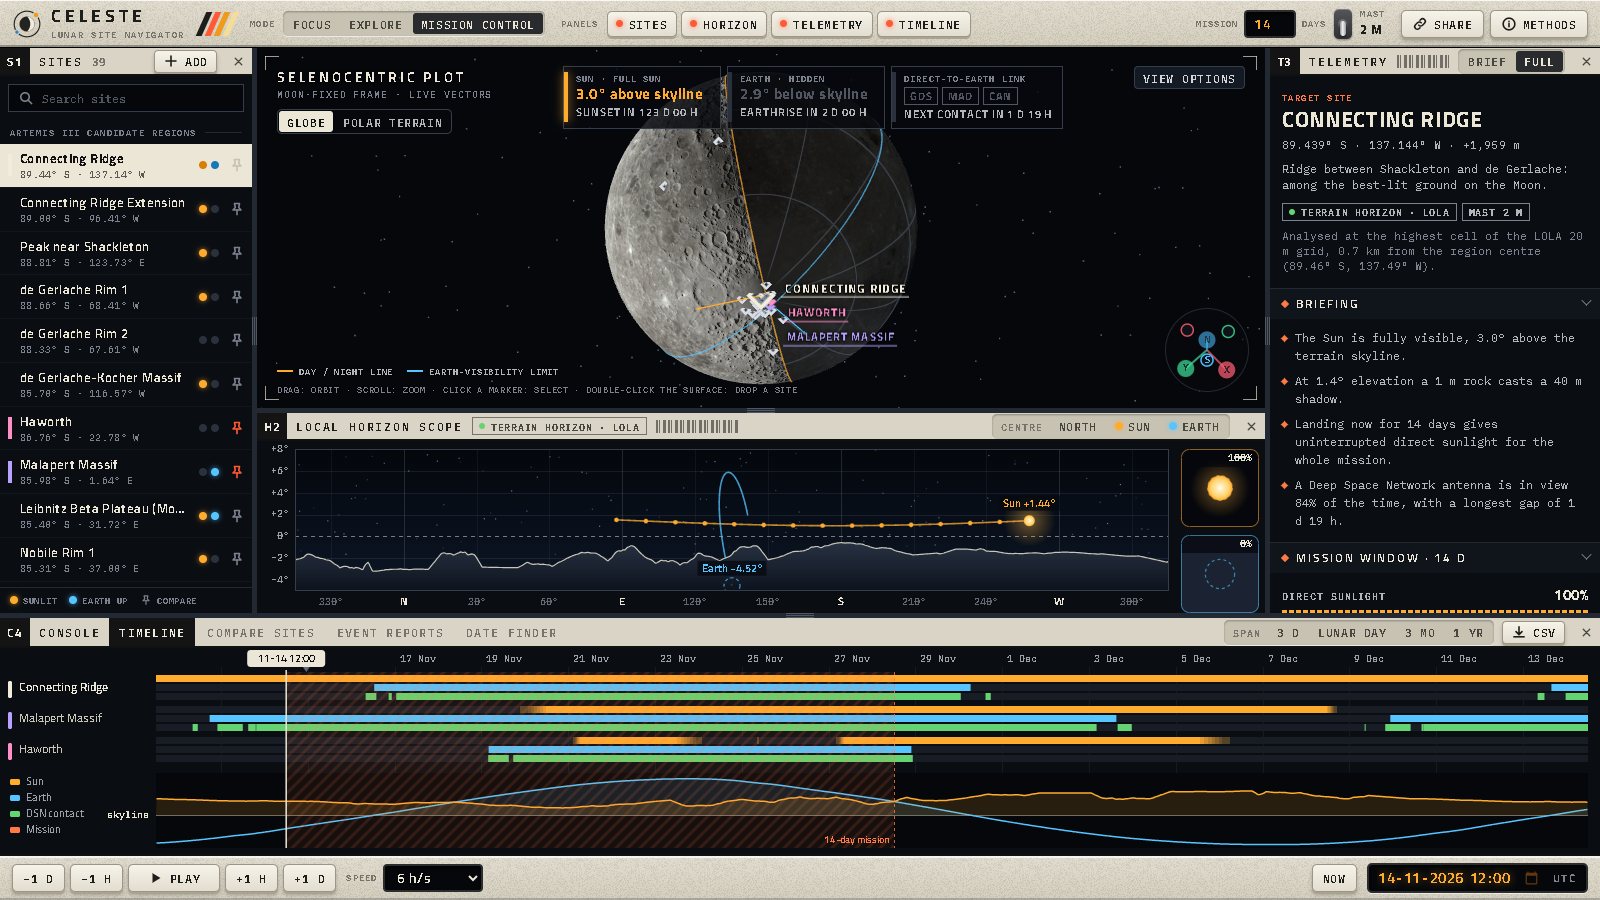 CELESTE
LUNAR SITE NAVIGATOR
MODE
FOCUS
EXPLORE
MISSION CONTROL
PANELS
SITES
HORIZON
TELEMETRY
TIMELINE
MISSION
14
DAYS
MAST
2 M
SHARE
METHODS
S1
SITES 39
ADD
Search sites
ARTEMIS III CANDIDATE REGIONS
Connecting Ridge
89.44° S · 137.14° W
Connecting Ridge Extension
89.00° S · 96.41° W
Peak near Shackleton
88.81° S · 123.73° E
de Gerlache Rim 1
88.66° S · 68.41° W
de Gerlache Rim 2
88.33° S · 67.61° W
de Gerlache-Kocher Massif
85.78° S · 116.57° W
Haworth
86.76° S · 22.78° W
Malapert Massif
85.98° S · 1.64° E
Leibnitz Beta Plateau (Mo...
85.40° S · 31.72° E
Nobile Rim 1
85.31° S · 37.00° E
SUNLIT
EARTH UP
COMPARE
SELENOCENTRIC PLOT
MOON-FIXED FRAME · LIVE VECTORS
GLOBE
POLAR TERRAIN
SUN · FULL SUN
3.0° above skyline
SUNSET IN 123 D 00 H
EARTH · HIDDEN
2.9° below skyline
EARTHRISE IN 2 D 00 H
DIRECT-TO-EARTH LINK
GDS
MAD
CAN
NEXT CONTACT IN 1 D 19 H
VIEW OPTIONS
CONNECTING RIDGE
HAWORTH
MALAPERT MASSIF
N
S
Y
X
DAY / NIGHT LINE
EARTH-VISIBILITY LIMIT
DRAG: ORBIT · SCROLL: ZOOM · CLICK A MARKER: SELECT · DOUBLE-CLICK THE SURFACE: DROP A SITE
H2
LOCAL HORIZON SCOPE
TERRAIN HORIZON · LOLA
CENTRE
NORTH
SUN
EARTH
+8°
+6°
+4°
+2°
0°
−2°
−4°
Sun +1.44°
Earth −4.52°
330°
N
30°
60°
E
120°
150°
S
210°
240°
W
300°
100%
0%
T3
TELEMETRY
BRIEF
FULL
TARGET SITE
CONNECTING RIDGE
89.439° S · 137.144° W · +1,959 m
Ridge between Shackleton and de Gerlache:
among the best-lit ground on the Moon.
TERRAIN HORIZON · LOLA
MAST 2 M
Analysed at the highest cell of the LOLA 20
m grid, 0.7 km from the region centre
(89.46° S, 137.49° W).
BRIEFING
The Sun is fully visible, 3.0° above the
terrain skyline.
At 1.4° elevation a 1 m rock casts a 40 m
shadow.
Landing now for 14 days gives
uninterrupted direct sunlight for the
whole mission.
A Deep Space Network antenna is in view
84% of the time, with a longest gap of 1
d 19 h.
MISSION WINDOW · 14 D
DIRECT SUNLIGHT
100%
C4
CONSOLE
TIMELINE
COMPARE SITES
EVENT REPORTS
DATE FINDER
SPAN
3 D
LUNAR DAY
3 MO
1 YR
CSV
11-14 12:00
17 Nov
19 Nov
21 Nov
23 Nov
25 Nov
27 Nov
29 Nov
1 Dec
3 Dec
5 Dec
7 Dec
9 Dec
11 Dec
13 Dec
Connecting Ridge
Malapert Massif
Haworth
Sun
Earth
DSN contact
Mission
skyline
14-day mission
−1 D
−1 H
PLAY
+1 H
+1 D
SPEED
6 h/s
NOW
14-11-2026 12:00
UTC